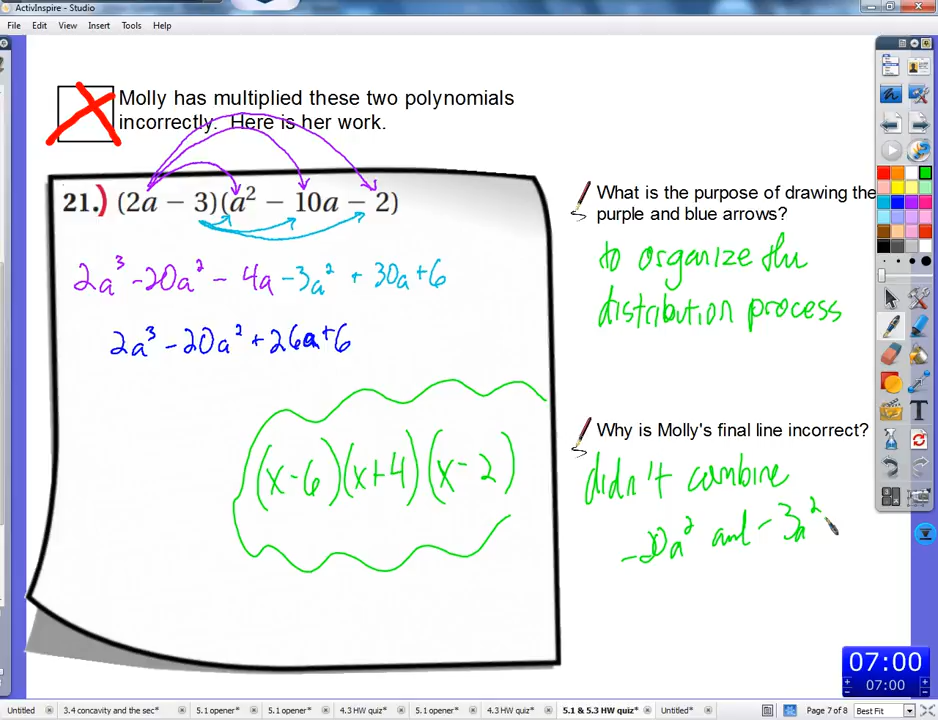 ActivInspire - Studio
File Edit View Insert Tools Help
Molly has multiplied these two polynomials
incorrectly. Here is her work.
21.) (2a − 3)(a² − 10a − 2)
2a³ -20a² - 4a -3a² + 30a+6
2a³ -20a² +26a+6
(x-6)(x+4)(x-2)
What is the purpose of drawing the
purple and blue arrows?
to organize the
distribution process
Why is Molly's final line incorrect?
didn't combine
-20a² and -3a²
07:00
07:00
Untitled 3.4 concavity and the sec* 5.1 opener* 5.1 opener* 4.3 HW quiz* 5.1 opener* 4.3 HW quiz* 5.1 & 5.3 HW quiz* Untitled* Page 7 of 8 Best Fit